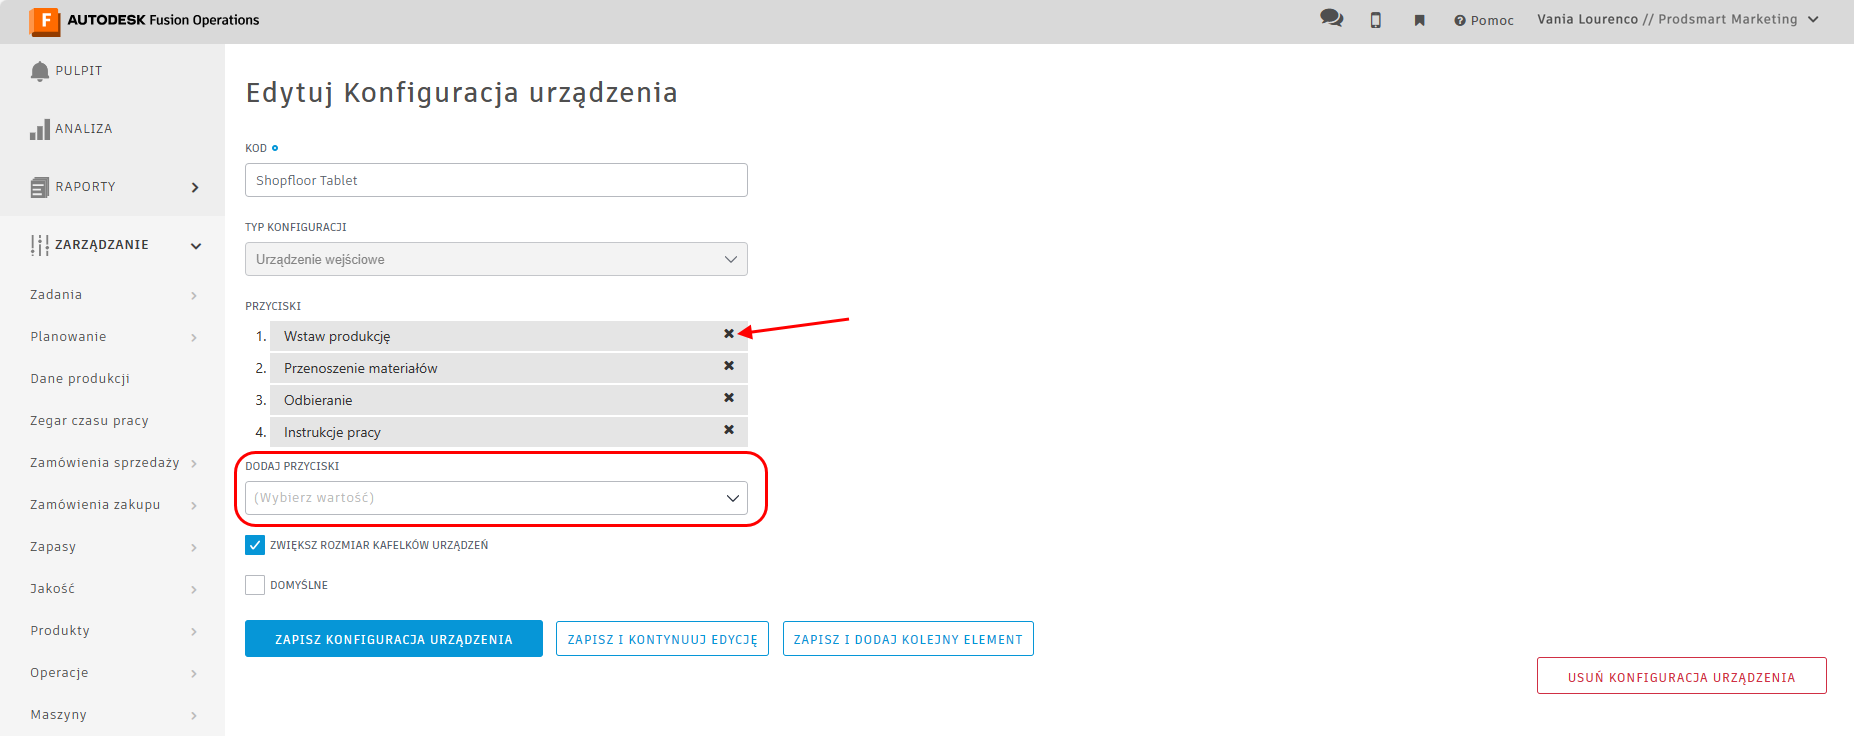 F AUTODESK Fusion Operations
Pomoc
Vania Lourenco // Prodsmart Marketing
PULPIT
ANALIZA
RAPORTY
ZARZĄDZANIE
Zadania
Planowanie
Dane produkcji
Zegar czasu pracy
Zamówienia sprzedaży
Zamówienia zakupu
Zapasy
Jakość
Produkty
Operacje
Maszyny
Edytuj Konfiguracja urządzenia
KOD
Shopfloor Tablet
TYP KONFIGURACJI
Urządzenie wejściowe
PRZYCISKI
1. Wstaw produkcję
2. Przenoszenie materiałów
3. Odbieranie
4. Instrukcje pracy
DODAJ PRZYCISKI
(Wybierz wartość)
ZWIĘKSZ ROZMIAR KAFELKÓW URZĄDZEŃ
DOMYŚLNE
ZAPISZ KONFIGURACJA URZĄDZENIA
ZAPISZ I KONTYNUUJ EDYCJĘ
ZAPISZ I DODAJ KOLEJNY ELEMENT
USUŃ KONFIGURACJA URZĄDZENIA